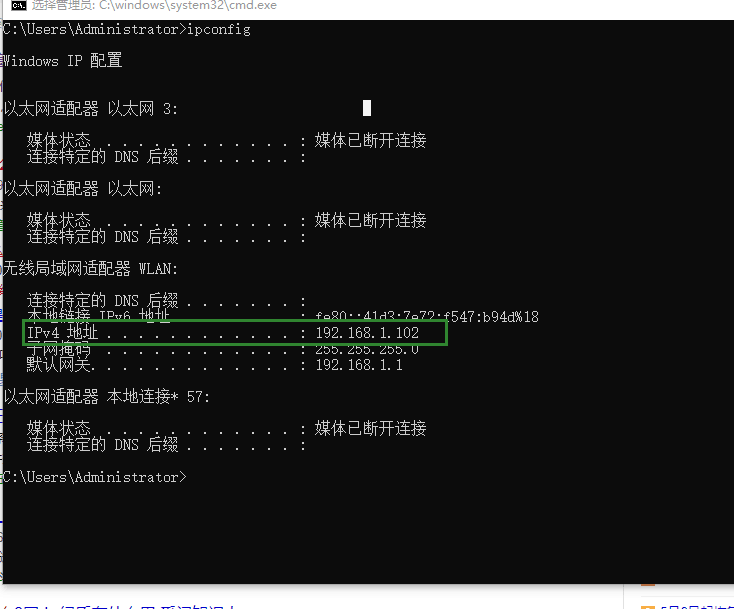 选择管理员: C:\windows\system32\cmd.exe
C:\Users\Administrator>ipconfig
Windows IP 配置
以太网适配器 以太网 3:
媒体状态 . . . . . . . . . . . . : 媒体已断开连接
连接特定的 DNS 后缀 . . . . . . . :
以太网适配器 以太网:
媒体状态 . . . . . . . . . . . . : 媒体已断开连接
连接特定的 DNS 后缀 . . . . . . . :
无线局域网适配器 WLAN:
连接特定的 DNS 后缀 . . . . . . . :
本地链接 IPv6 地址. . . . . . . . : fe80::41d3:7e72:f547:b94d%18
IPv4 地址 . . . . . . . . . . . . : 192.168.1.102
子网掩码 . . . . . . . . . . . . : 255.255.255.0
默认网关. . . . . . . . . . . . . : 192.168.1.1
以太网适配器 本地连接* 57:
媒体状态 . . . . . . . . . . . . : 媒体已断开连接
连接特定的 DNS 后缀 . . . . . . . :
C:\Users\Administrator>